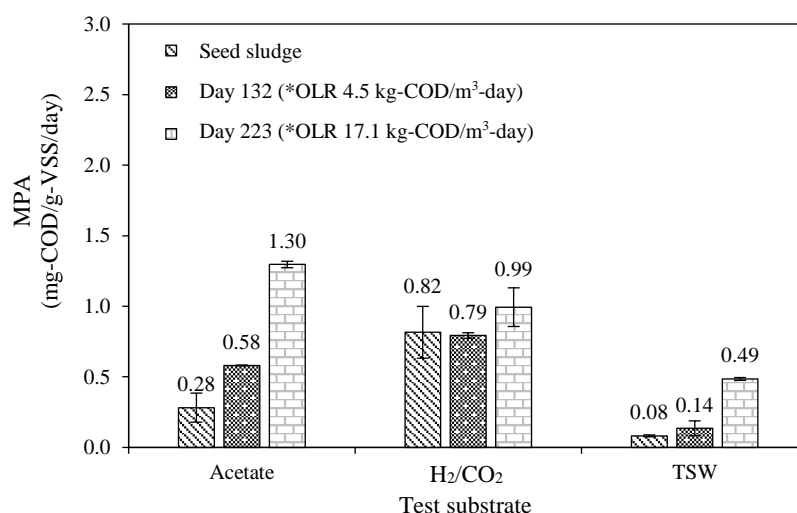 3.0
2.5
2.0
1.5
1.0
0.5
0.0
MPA
(mg-COD/g-VSS/day)
Seed sludge
Day 132 (*OLR 4.5 kg-COD/m³-day)
Day 223 (*OLR 17.1 kg-COD/m³-day)
0.28
0.58
1.30
0.82
0.79
0.99
0.08
0.14
0.49
Acetate
H₂/CO₂
TSW
Test substrate